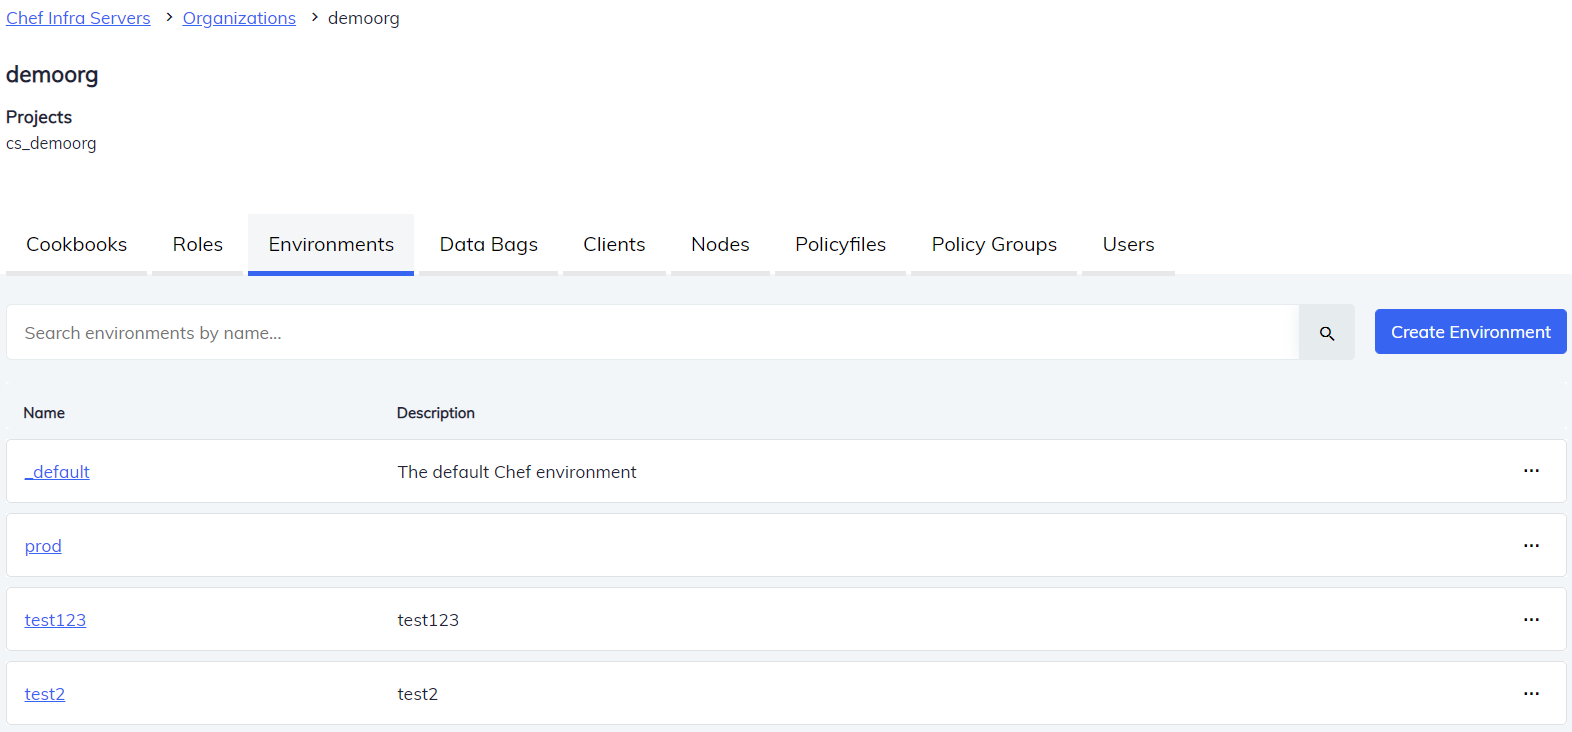 Chef Infra Servers > Organizations > demoorg
demoorg
Projects
cs_demoorg
Cookbooks Roles Environments Data Bags Clients Nodes Policyfiles Policy Groups Users
Search environments by name...
Create Environment
Name Description
_default The default Chef environment ...
prod ...
test123 test123 ...
test2 test2 ...